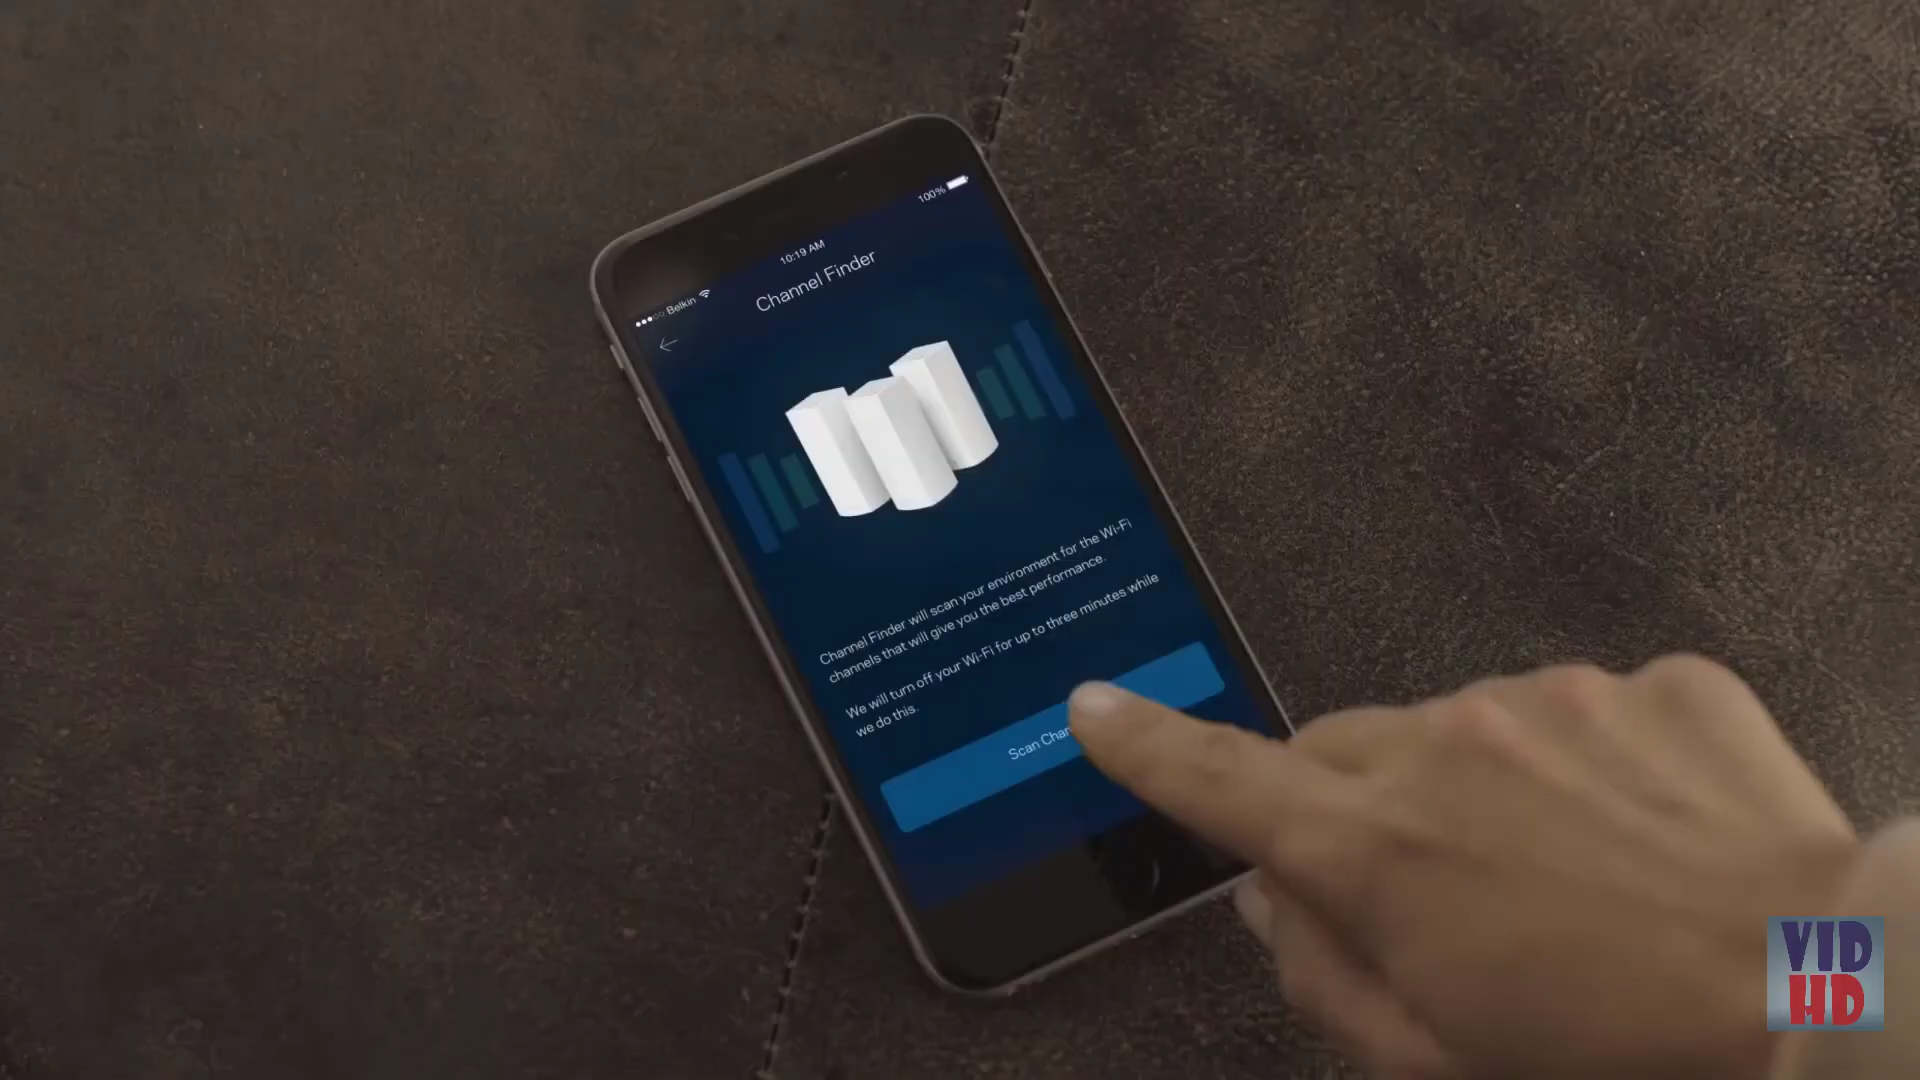 100%
10:19 AM
Belkin
Channel Finder
Channel Finder will scan your environment for the Wi-Fi
channels that will give you the best performance.
We will turn off your Wi-Fi for up to three minutes while
we do this.
Scan
VID
HD